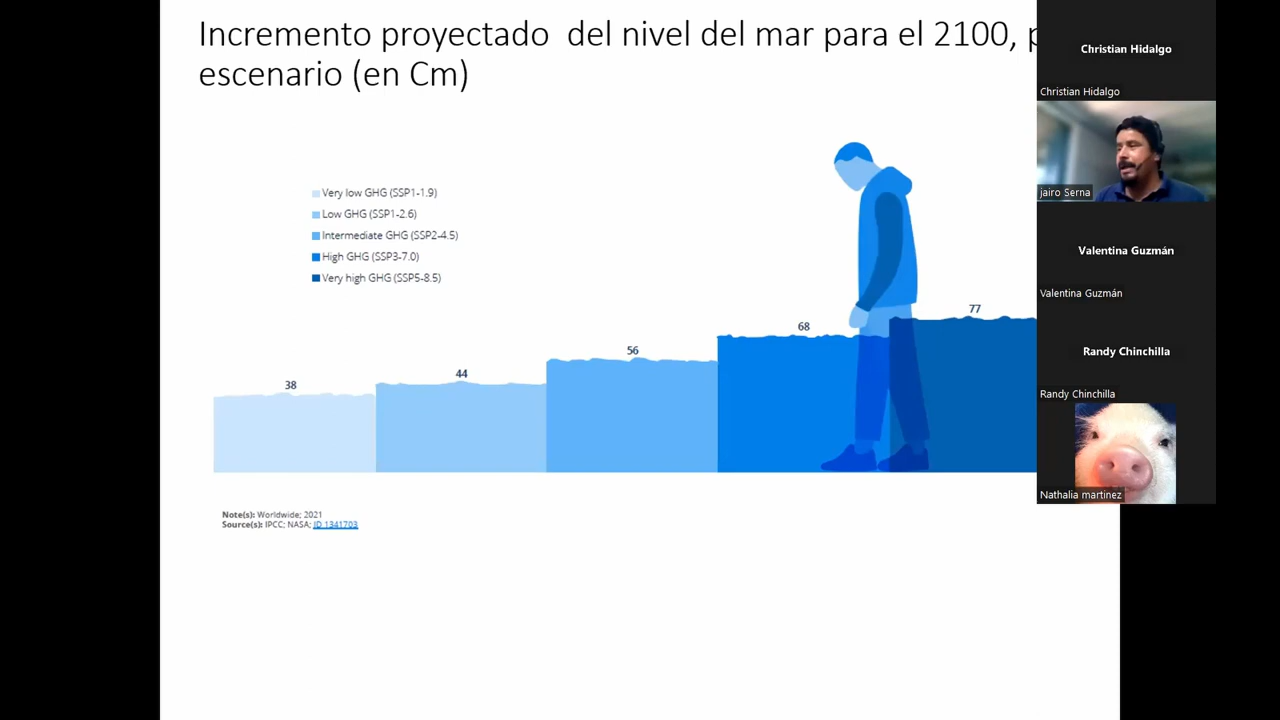 Incremento proyectado del nivel del mar para el 2100,
escenario (en Cm)
Very low GHG (SSP1-1.9)
Low GHG (SSP1-2.6)
Intermediate GHG (SSP2-4.5)
High GHG (SSP3-7.0)
Very high GHG (SSP5-8.5)
38
44
56
68
77
Note(s): Worldwide; 2021
Source(s): IPCC; NASA; ID 1341703
Christian Hidalgo
Christian Hidalgo
jairo Serna
Valentina Guzmán
Valentina Guzmán
Randy Chinchilla
Randy Chinchilla
Nathalia martinez